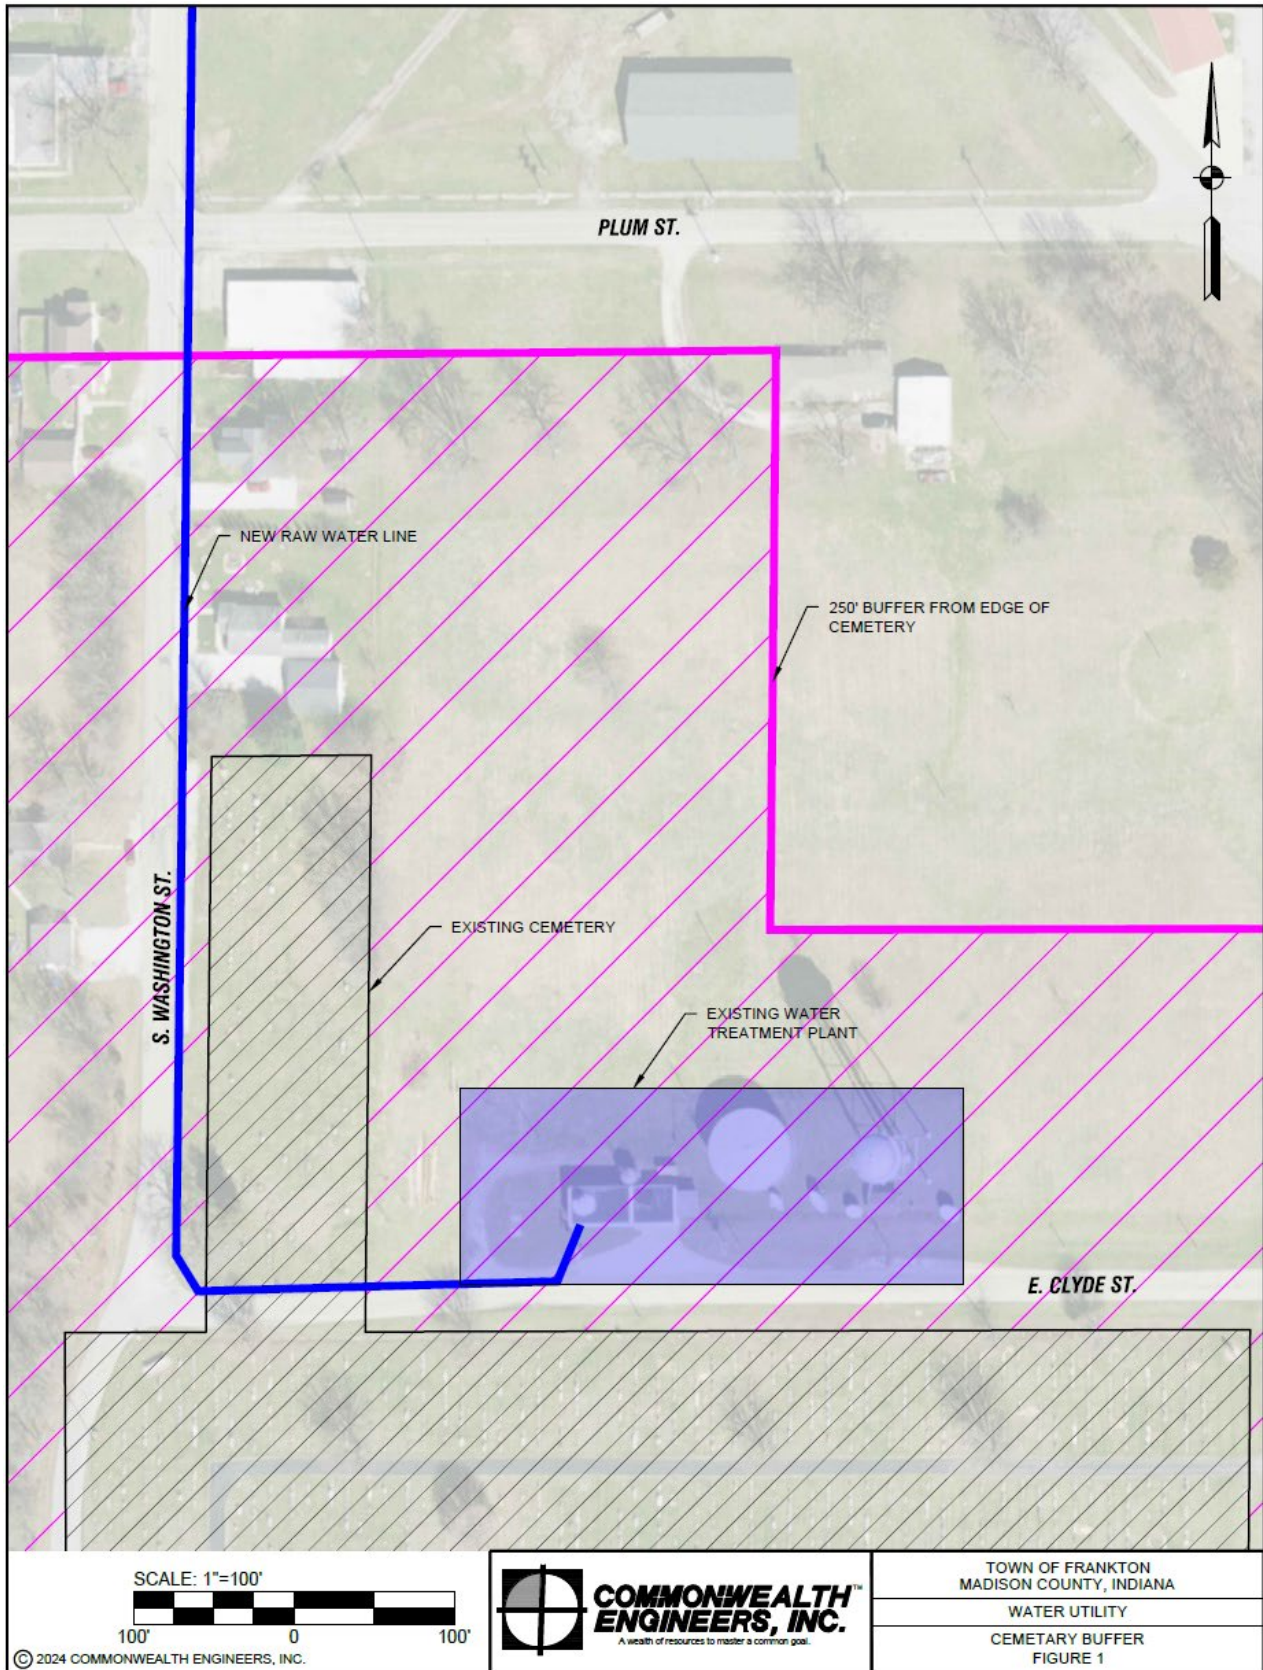 PLUM ST.
NEW RAW WATER LINE
250' BUFFER FROM EDGE OF
CEMETERY
S. WASHINGTON ST.
EXISTING CEMETERY
EXISTING WATER
TREATMENT PLANT
E. CLYDE ST.
SCALE: 1"=100'
100'
0
100'
© 2024 COMMONWEALTH ENGINEERS, INC.
COMMONWEALTH™
ENGINEERS, INC.
A wealth of resources to master a common goal.
TOWN OF FRANKTON
MADISON COUNTY, INDIANA
WATER UTILITY
CEMETARY BUFFER
FIGURE 1